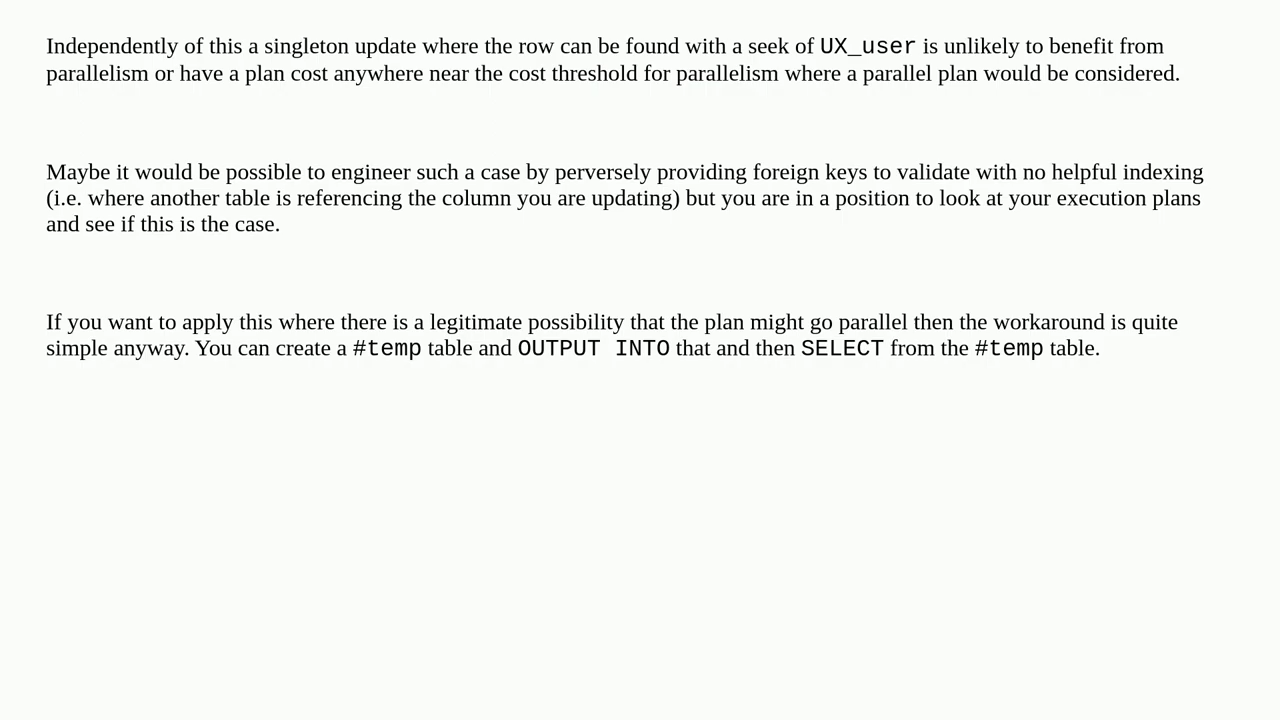 Independently of this a singleton update where the row can be found with a seek of UX_user is unlikely to benefit from
parallelism or have a plan cost anywhere near the cost threshold for parallelism where a parallel plan would be considered.
Maybe it would be possible to engineer such a case by perversely providing foreign keys to validate with no helpful indexing
(i.e. where another table is referencing the column you are updating) but you are in a position to look at your execution plans
and see if this is the case.
If you want to apply this where there is a legitimate possibility that the plan might go parallel then the workaround is quite
simple anyway. You can create a #temp table and OUTPUT INTO that and then SELECT from the #temp table.